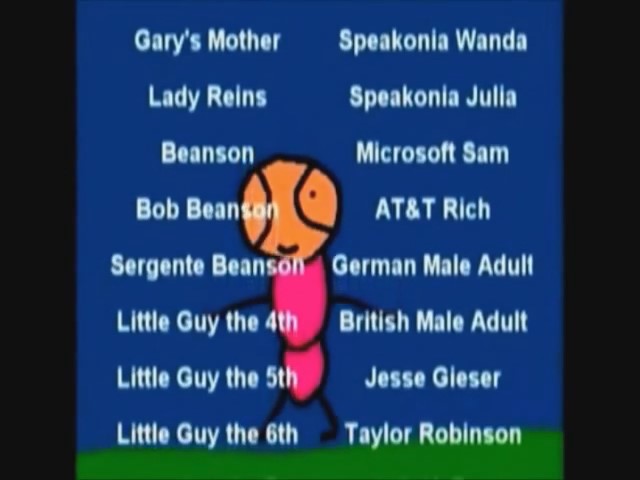 Gary's Mother Speakonia Wanda
Lady Reins Speakonia Julia
Beanson Microsoft Sam
Bob Beanson AT&T Rich
Sergente Beanson German Male Adult
Little Guy the 4th British Male Adult
Little Guy the 5th Jesse Gieser
Little Guy the 6th Taylor Robinson